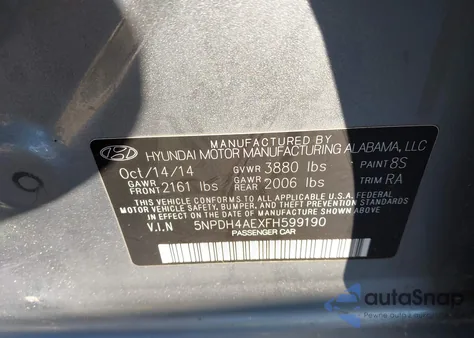 MANUFACTURED BY
HYUNDAI MOTOR MANUFACTURING ALABAMA, LLC
Oct/14/14 GVWR 3880 lbs PAINT 8S
GAWR FRONT 2161 lbs GAWR REAR 2006 lbs TRIM RA
THIS VEHICLE CONFORMS TO ALL APPLICABLE U.S.A. FEDERAL
MOTOR VEHICLE SAFETY, BUMPER, AND THEFT PREVENTION STANDARDS
IN EFFECT ON THE DATE OF MANUFACTURE SHOWN ABOVE.
V.I.N 5NPDH4AEXFH599190
PASSENGER CAR
autoSnap
Pewne auto z